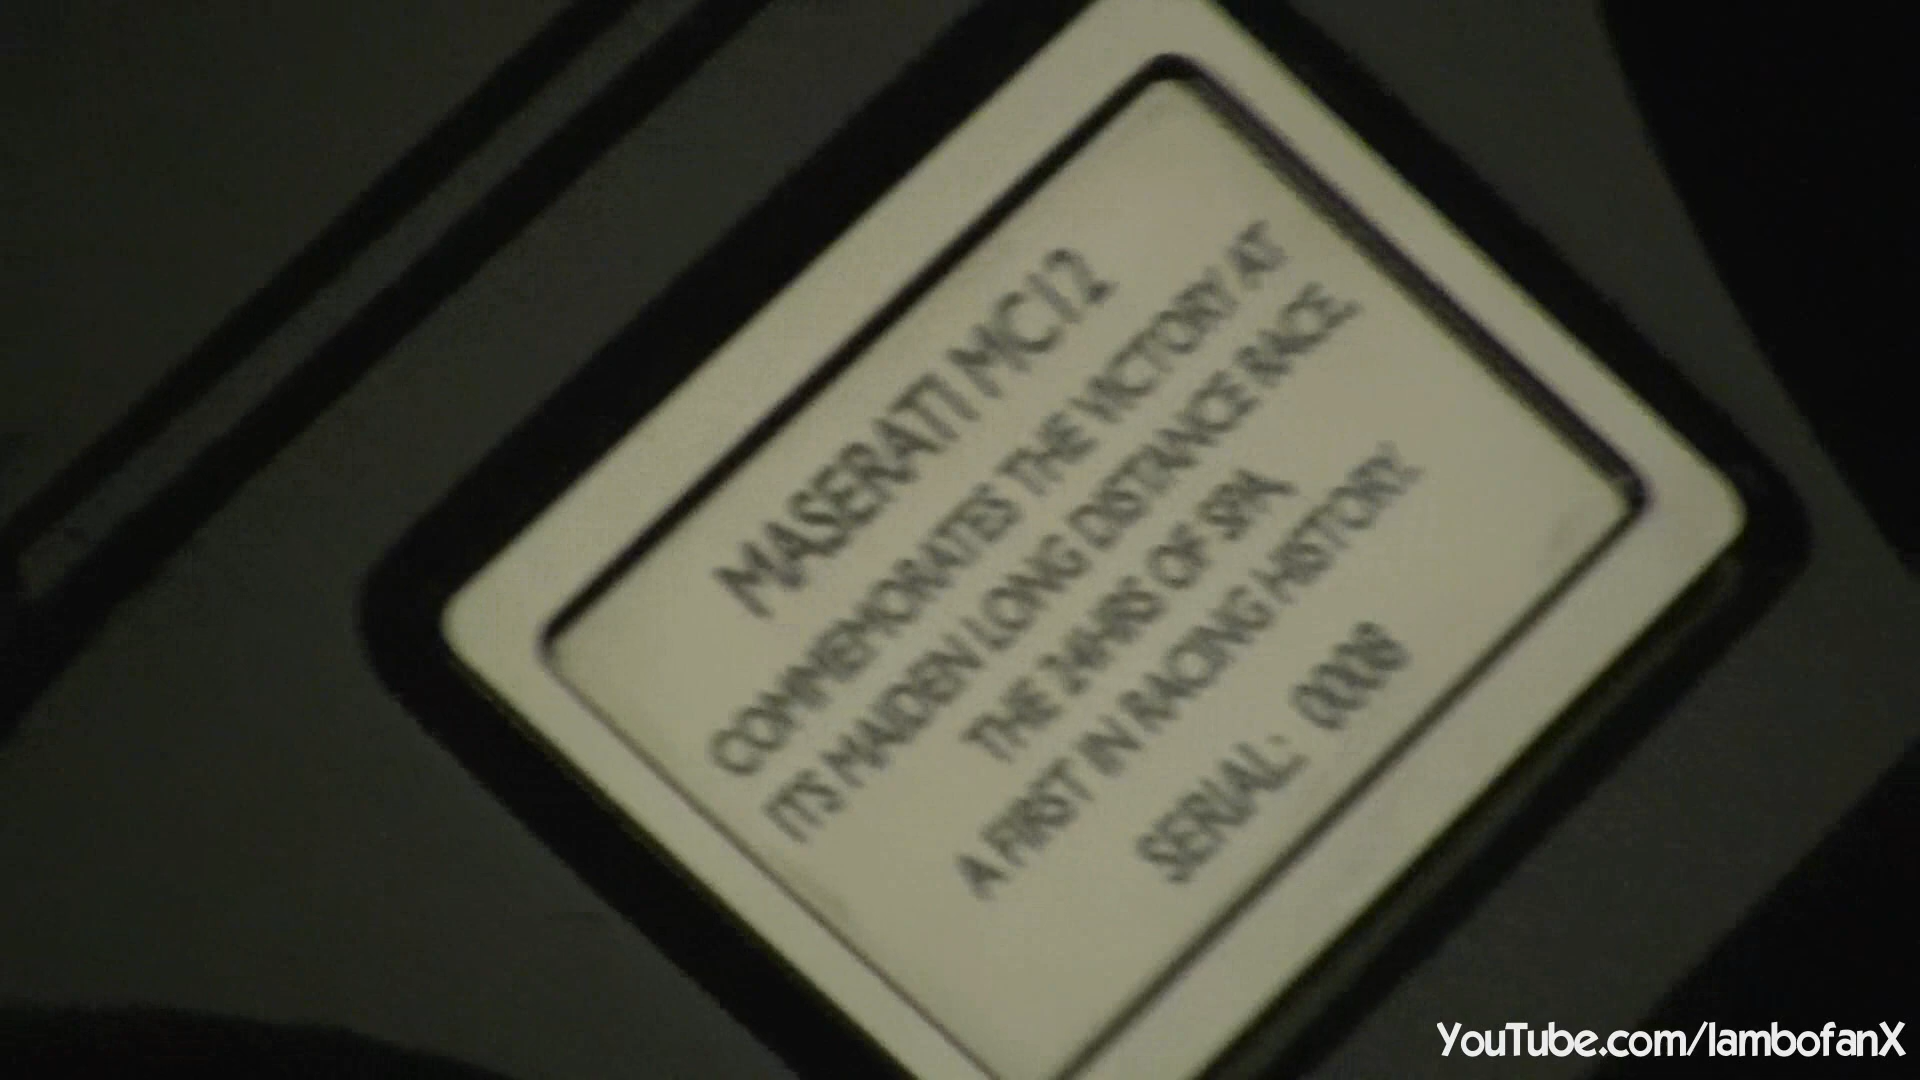 MASERATI MC12
COMMEMORATES THE VICTORY AT
ITS MAIDEN LONG DISTANCE RACE.
THE 24HRS OF SPA
A FIRST IN RACING HISTORY.
SERIAL: 0008
YouTube.com/lambofanX